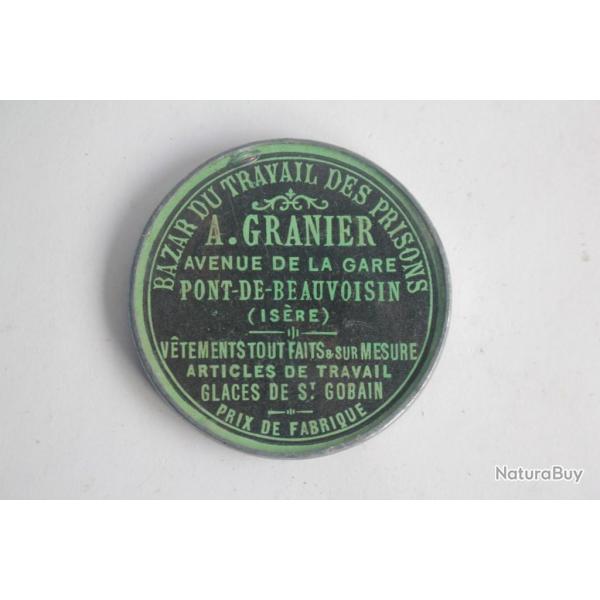 BAZAR DU TRAVAIL DES PRISONS
A. GRANIER
AVENUE DE LA GARE
PONT-DE-BEAUVOISIN
(ISÈRE)
VÊTEMENTS TOUT FAITS & SUR MESURE
ARTICLES DE TRAVAIL
GLACES DE ST GOBAIN
PRIX DE FABRIQUE
NaturaBuy